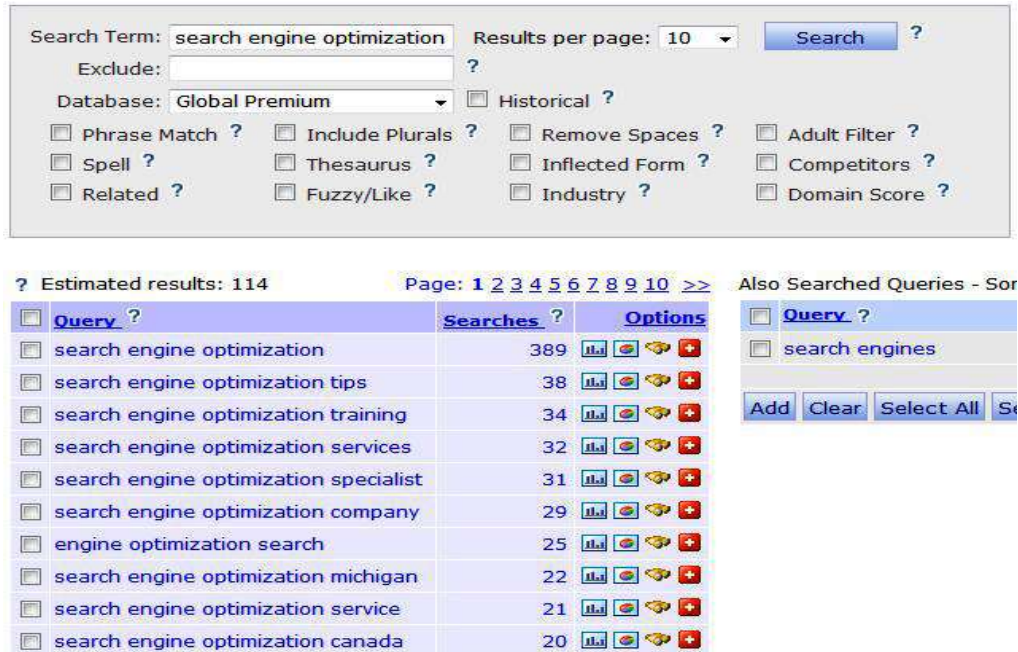 Search Term: search engine optimization Results per page: 10 Search ?
Exclude: ?
Database: Global Premium Historical ?
Phrase Match ? Include Plurals ? Remove Spaces ? Adult Filter ?
Spell ? Thesaurus ? Inflected Form ? Competitors ?
Related ? Fuzzy/Like ? Industry ? Domain Score ?
? Estimated results: 114 Page: 1 2 3 4 5 6 7 8 9 10 >>
Query ? Searches ? Options
search engine optimization 389
search engine optimization tips 38
search engine optimization training 34
search engine optimization services 32
search engine optimization specialist 31
search engine optimization company 29
engine optimization search 25
search engine optimization michigan 22
search engine optimization service 21
search engine optimization canada 20
Also Searched Queries -
Query ?
search engines
Add Clear Select All